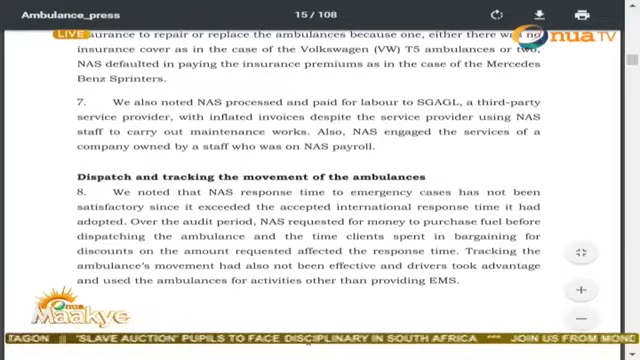 Ambulance_press
15 / 108
LIVE
Onua TV
insurance to repair or replace the ambulances because one, either there was no
insurance cover as in the case of the Volkswagen (VW) T5 ambulances or two,
NAS defaulted in paying the insurance premiums as in the case of the Mercedes
Benz Sprinters.
7. We also noted NAS processed and paid for labour to SGAGL, a third-party
service provider, with inflated invoices despite the service provider using NAS
staff to carry out maintenance works. Also, NAS engaged the services of a
company owned by a staff who was on NAS payroll.
Dispatch and tracking the movement of the ambulances
8. We noted that NAS response time to emergency cases has not been
satisfactory since it exceeded the accepted international response time it had
adopted. Over the audit period, NAS requested for money to purchase fuel before
dispatching the ambulance and the time clients spent in bargaining for
discounts on the amount requested affected the response time. Tracking
the ambulance's movement had also not been effective and drivers took advantage
and used the ambulances for activities other than providing EMS.
Onua
Maakye
TAGON || "SLAVE AUCTION" PUPILS TO FACE DISCIPLINARY IN SOUTH AFRICA ••• JOIN US FROM MOND